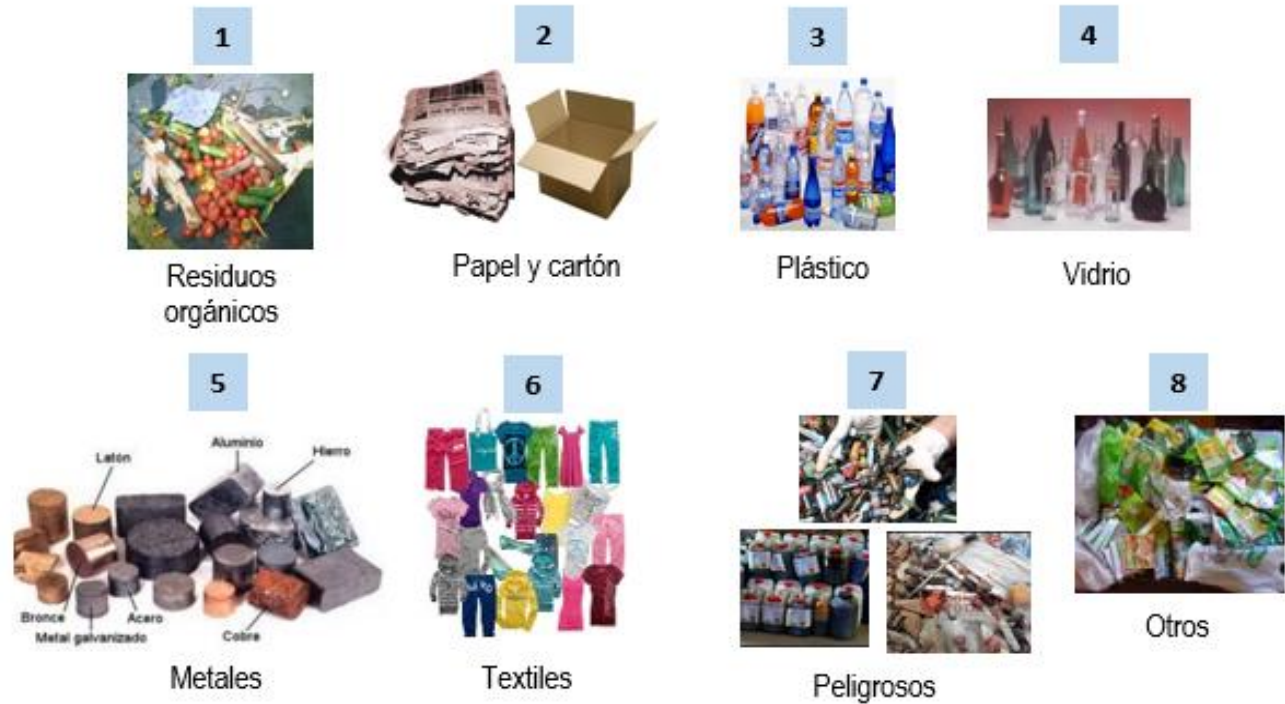 1
2
3
4
Residuos
orgánicos
Papel y cartón
Plástico
Vidrio
5
6
7
8
Latón
Aluminio
Hierro
Bronce
Acero
Metal galvanizado
Cobre
Metales
Textiles
Peligrosos
Otros